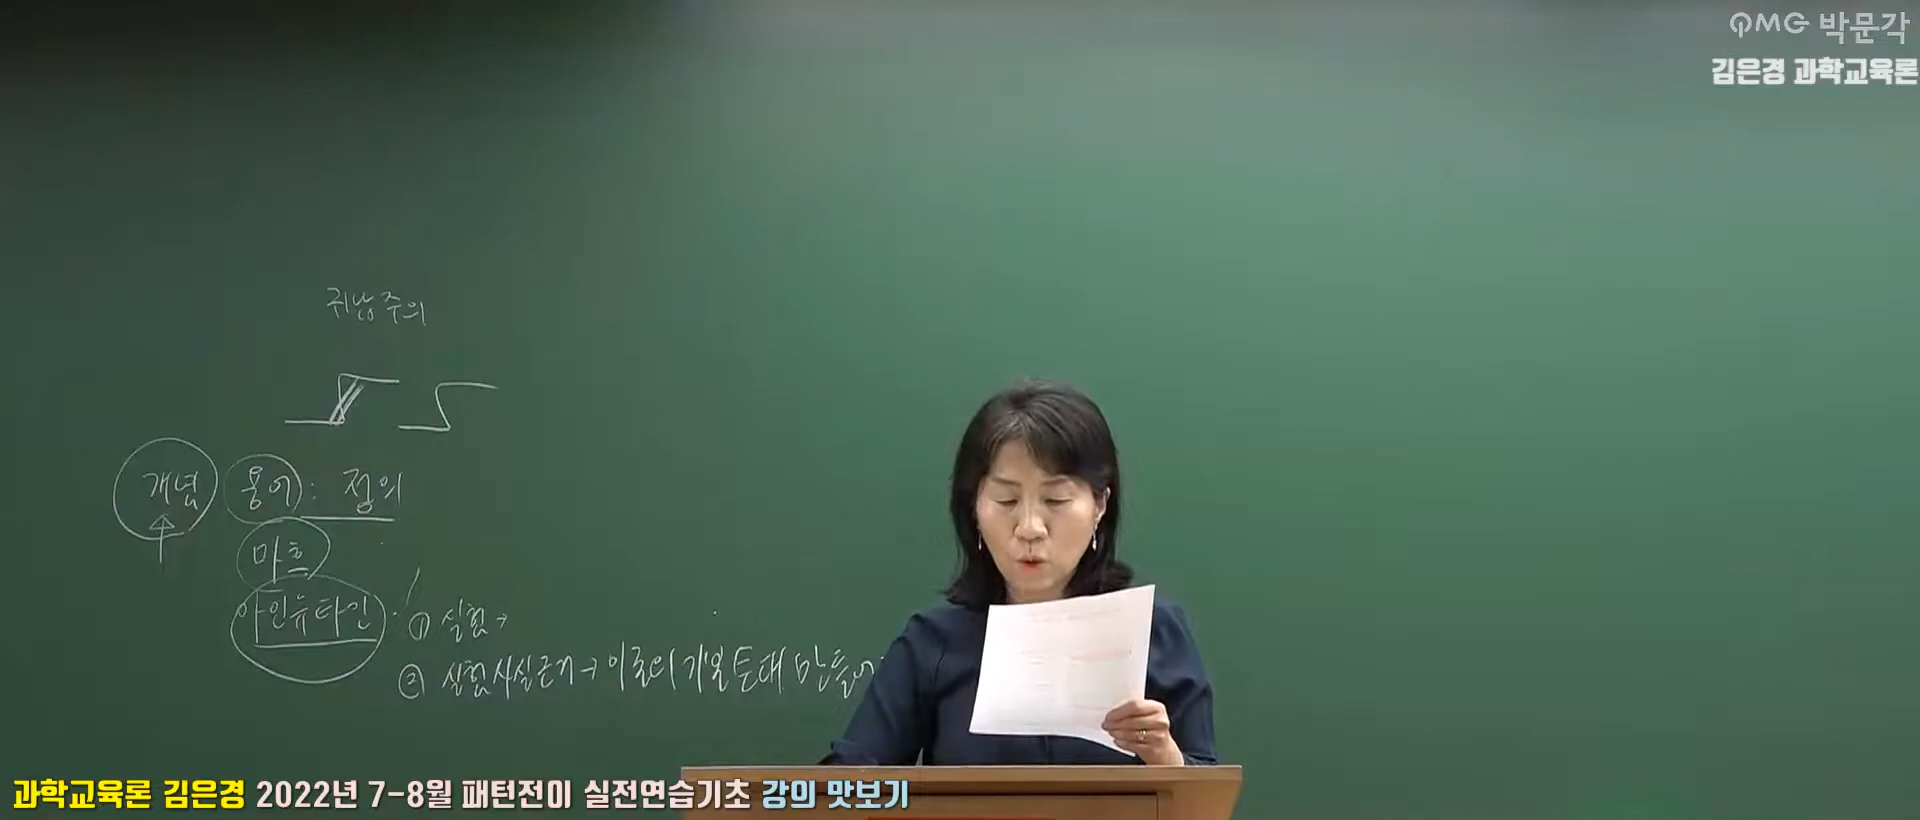 PMG 박문각
김은경 과학교육론
귀납주의
개념 용어 : 정의
마흐
아인슈타인
① 실험 →
② 실험 사실 근거 → 이론의 기본 토대 만들어
과학교육론 김은경 2022년 7-8월 패턴전이 실전연습기초 강의 맛보기